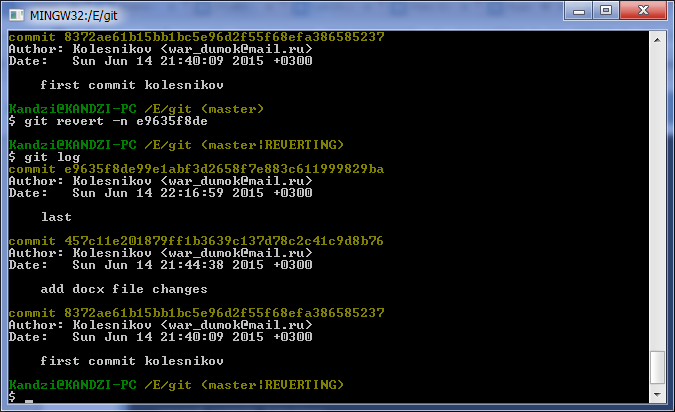 MINGW32:/E/git
commit 8372ae61b15bb1bc5e96d2f55f68efa386585237
Author: Kolesnikov <war_dumok@mail.ru>
Date:   Sun Jun 14 21:40:09 2015 +0300
first commit kolesnikov
Kandzi@KANDZI-PC /E/git (master)
$ git revert -n e9635f8de
Kandzi@KANDZI-PC /E/git (master|REVERTING)
$ git log
commit e9635f8de99e1abf3d2658f7e883c611999829ba
Author: Kolesnikov <war_dumok@mail.ru>
Date:   Sun Jun 14 22:16:59 2015 +0300
last
commit 457c11e201879ff1b3639c137d78c2c41c9d8b76
Author: Kolesnikov <war_dumok@mail.ru>
Date:   Sun Jun 14 21:44:38 2015 +0300
add docx file changes
commit 8372ae61b15bb1bc5e96d2f55f68efa386585237
Author: Kolesnikov <war_dumok@mail.ru>
Date:   Sun Jun 14 21:40:09 2015 +0300
first commit kolesnikov
Kandzi@KANDZI-PC /E/git (master|REVERTING)
$ _